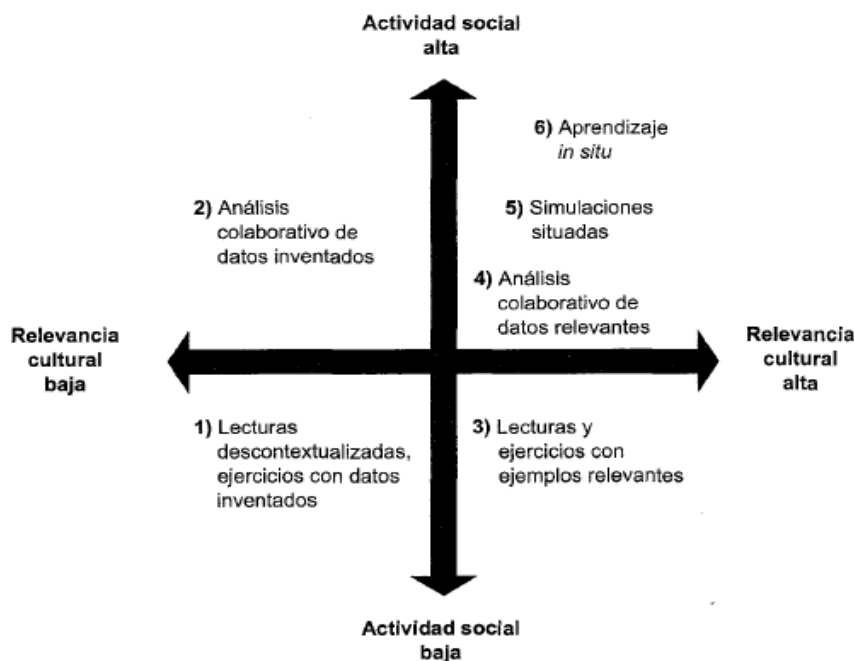 Actividad social
alta
6) Aprendizaje
in situ
2) Análisis
colaborativo de
datos inventados
5) Simulaciones
situadas
4) Análisis
colaborativo de
datos relevantes
Relevancia
cultural
baja
Relevancia
cultural
alta
1) Lecturas
descontextualizadas,
ejercicios con datos
inventados
3) Lecturas y
ejercicios con
ejemplos relevantes
Actividad social
baja